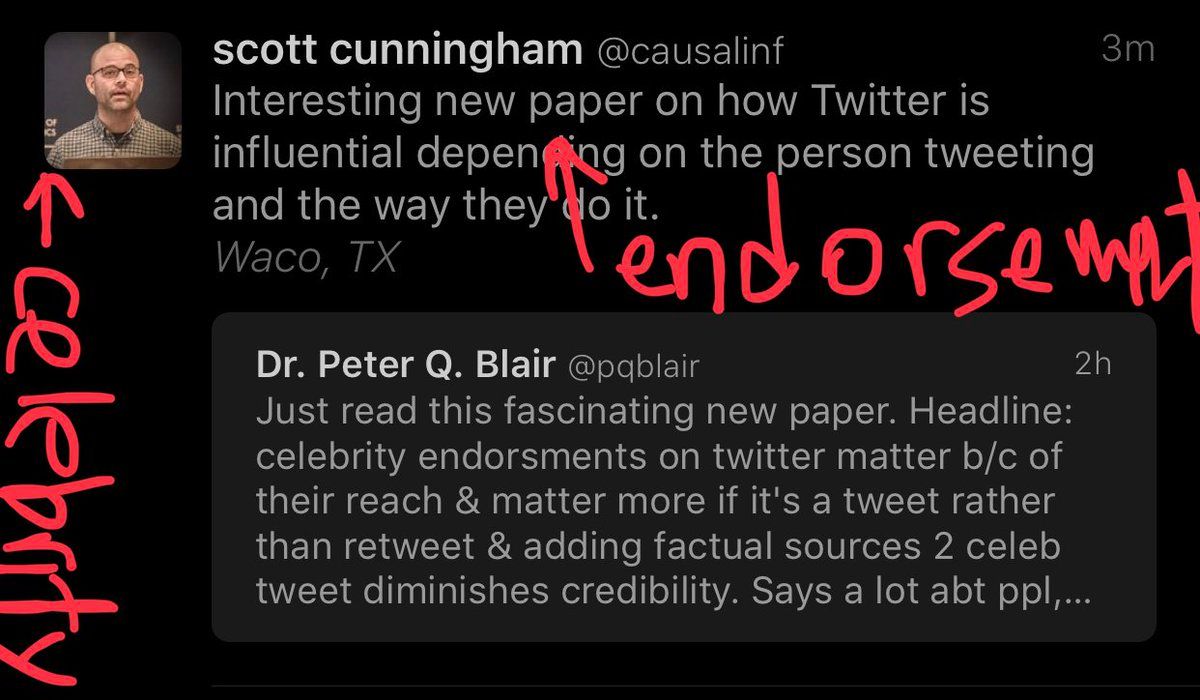 scott cunningham @causalinf 3m
Interesting new paper on how Twitter is
influential depending on the person tweeting
and the way they do it.
Waco, TX
endorsement
celebrity
Dr. Peter Q. Blair @pqblair 2h
Just read this fascinating new paper. Headline:
celebrity endorsments on twitter matter b/c of
their reach & matter more if it's a tweet rather
than retweet & adding factual sources 2 celeb
tweet diminishes credibility. Says a lot abt ppl,...